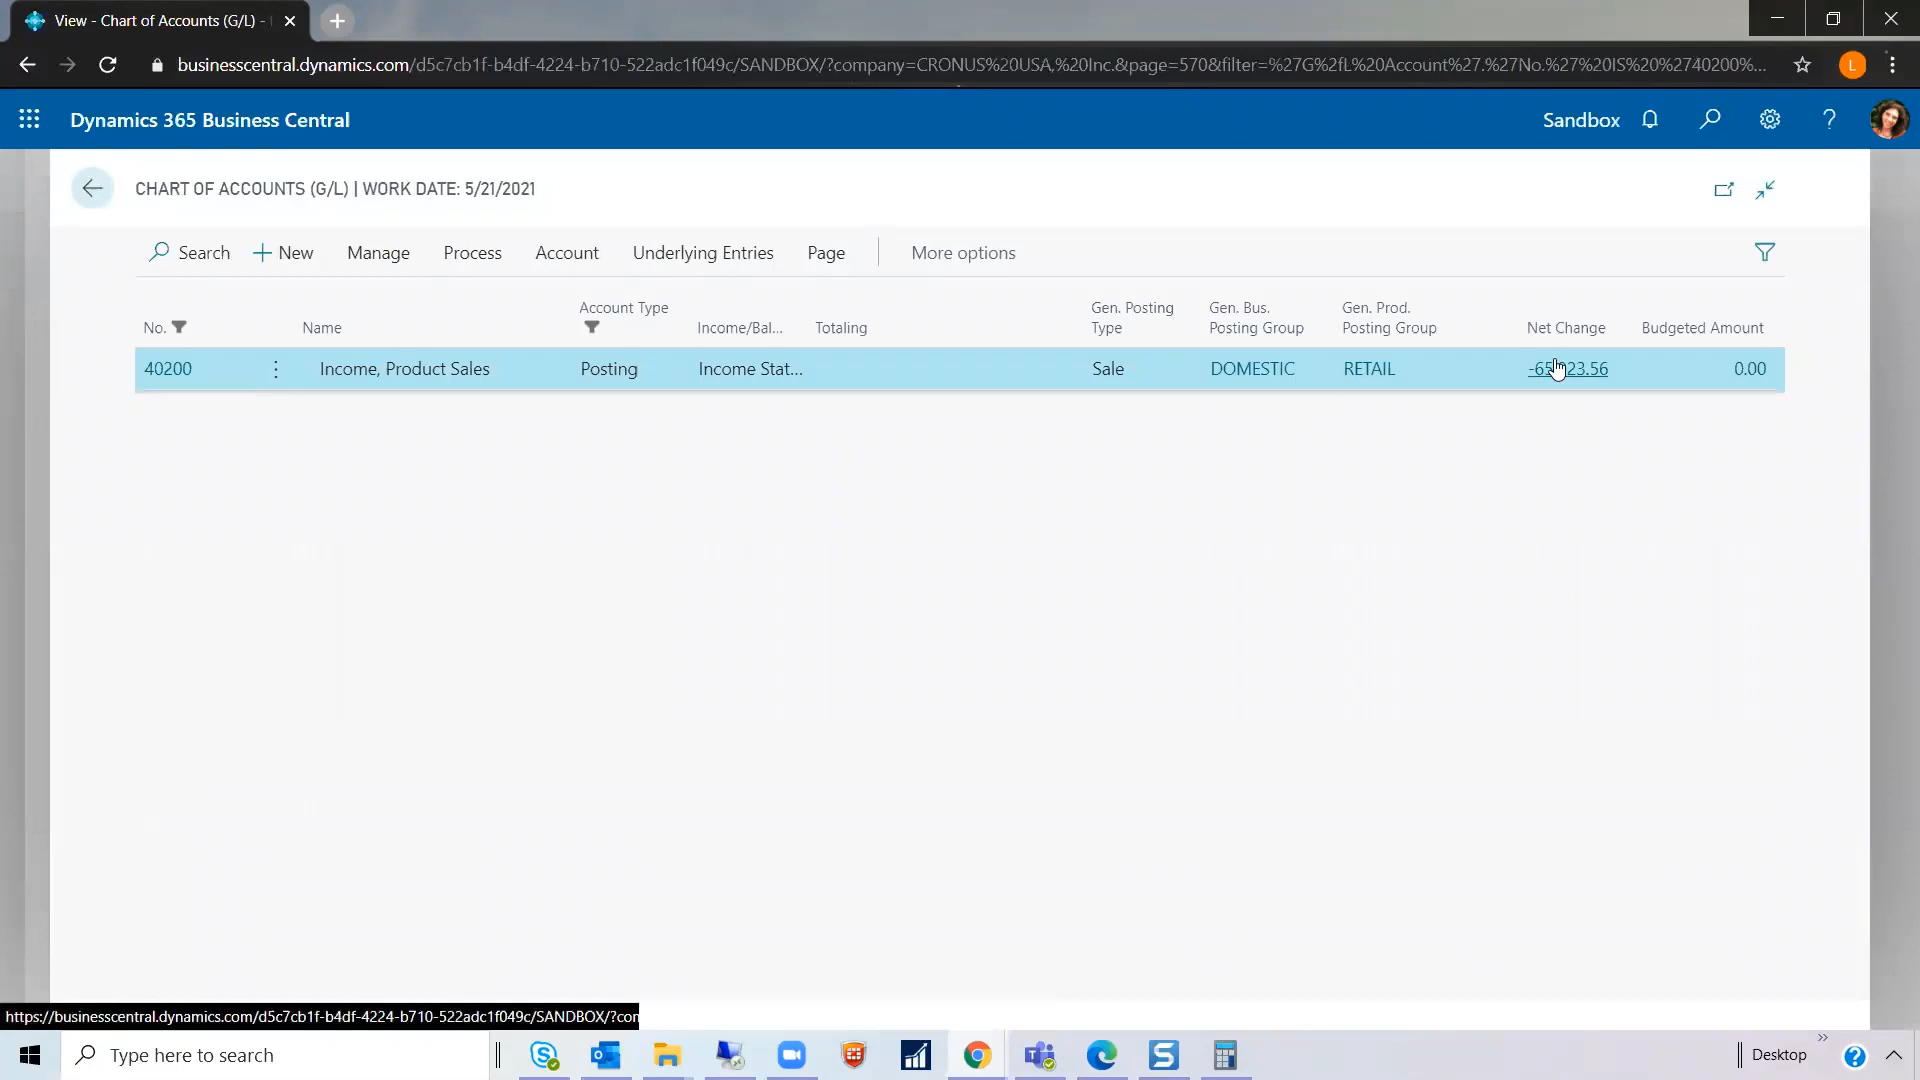 View - Chart of Accounts (G/L) -
businesscentral.dynamics.com/d5c7cb1f-b4df-4224-b710-522adc1f049c/SANDBOX/?company=CRONUS%20USA,%20Inc.&page=570&filter=%27G%2fL%20Account%27.%27No.%27%20IS%20%2740200%...
L
Dynamics 365 Business Central
Sandbox
CHART OF ACCOUNTS (G/L) | WORK DATE: 5/21/2021
Search New Manage Process Account Underlying Entries Page More options
No. Name Account Type Income/Bal... Totaling Gen. Posting Type Gen. Bus. Posting Group Gen. Prod. Posting Group Net Change Budgeted Amount
40200 Income, Product Sales Posting Income Stat... Sale DOMESTIC RETAIL 0.00
https://businesscentral.dynamics.com/d5c7cb1f-b4df-4224-b710-522adc1f049c/SANDBOX/?con
Type here to search
Desktop